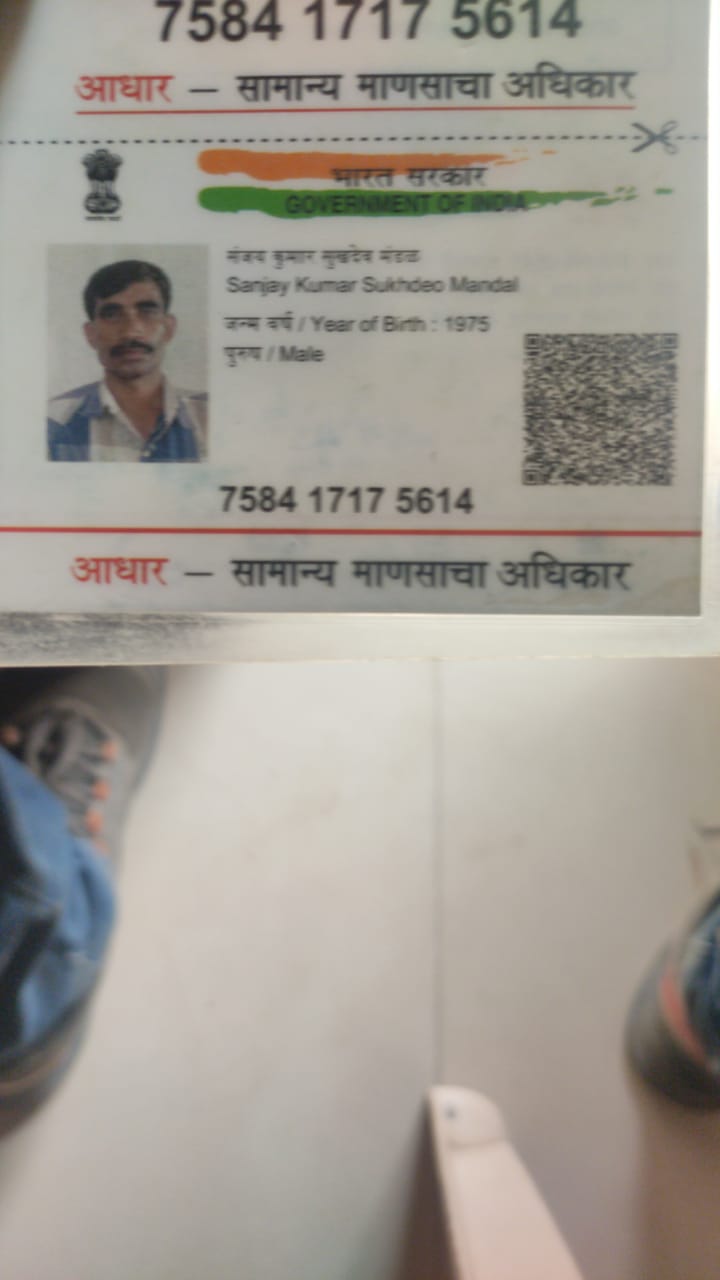 7584 1717 5614
आधार – सामान्य माणसाचा अधिकार
भारत सरकार
GOVERNMENT OF INDIA
संजय कुमार सुखदेव मंडळ
Sanjay Kumar Sukhdeo Mandal
जन्म वर्ष / Year of Birth : 1975
पुरुष / Male
7584 1717 5614
आधार – सामान्य माणसाचा अधिकार